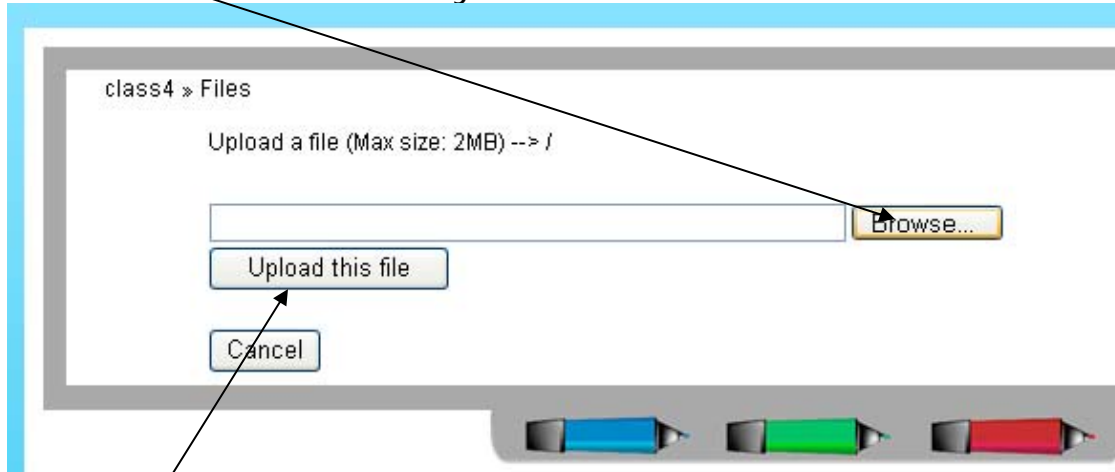 class4 » Files
Upload a file (Max size: 2MB) --> /
Browse...
Upload this file
Cancel